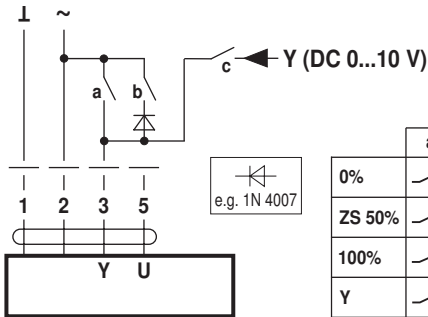 ⊥ ~
c Y (DC 0...10 V)
a b
e.g. 1N 4007
1 2 3 5
Y U
a
0%
ZS 50%
100%
Y